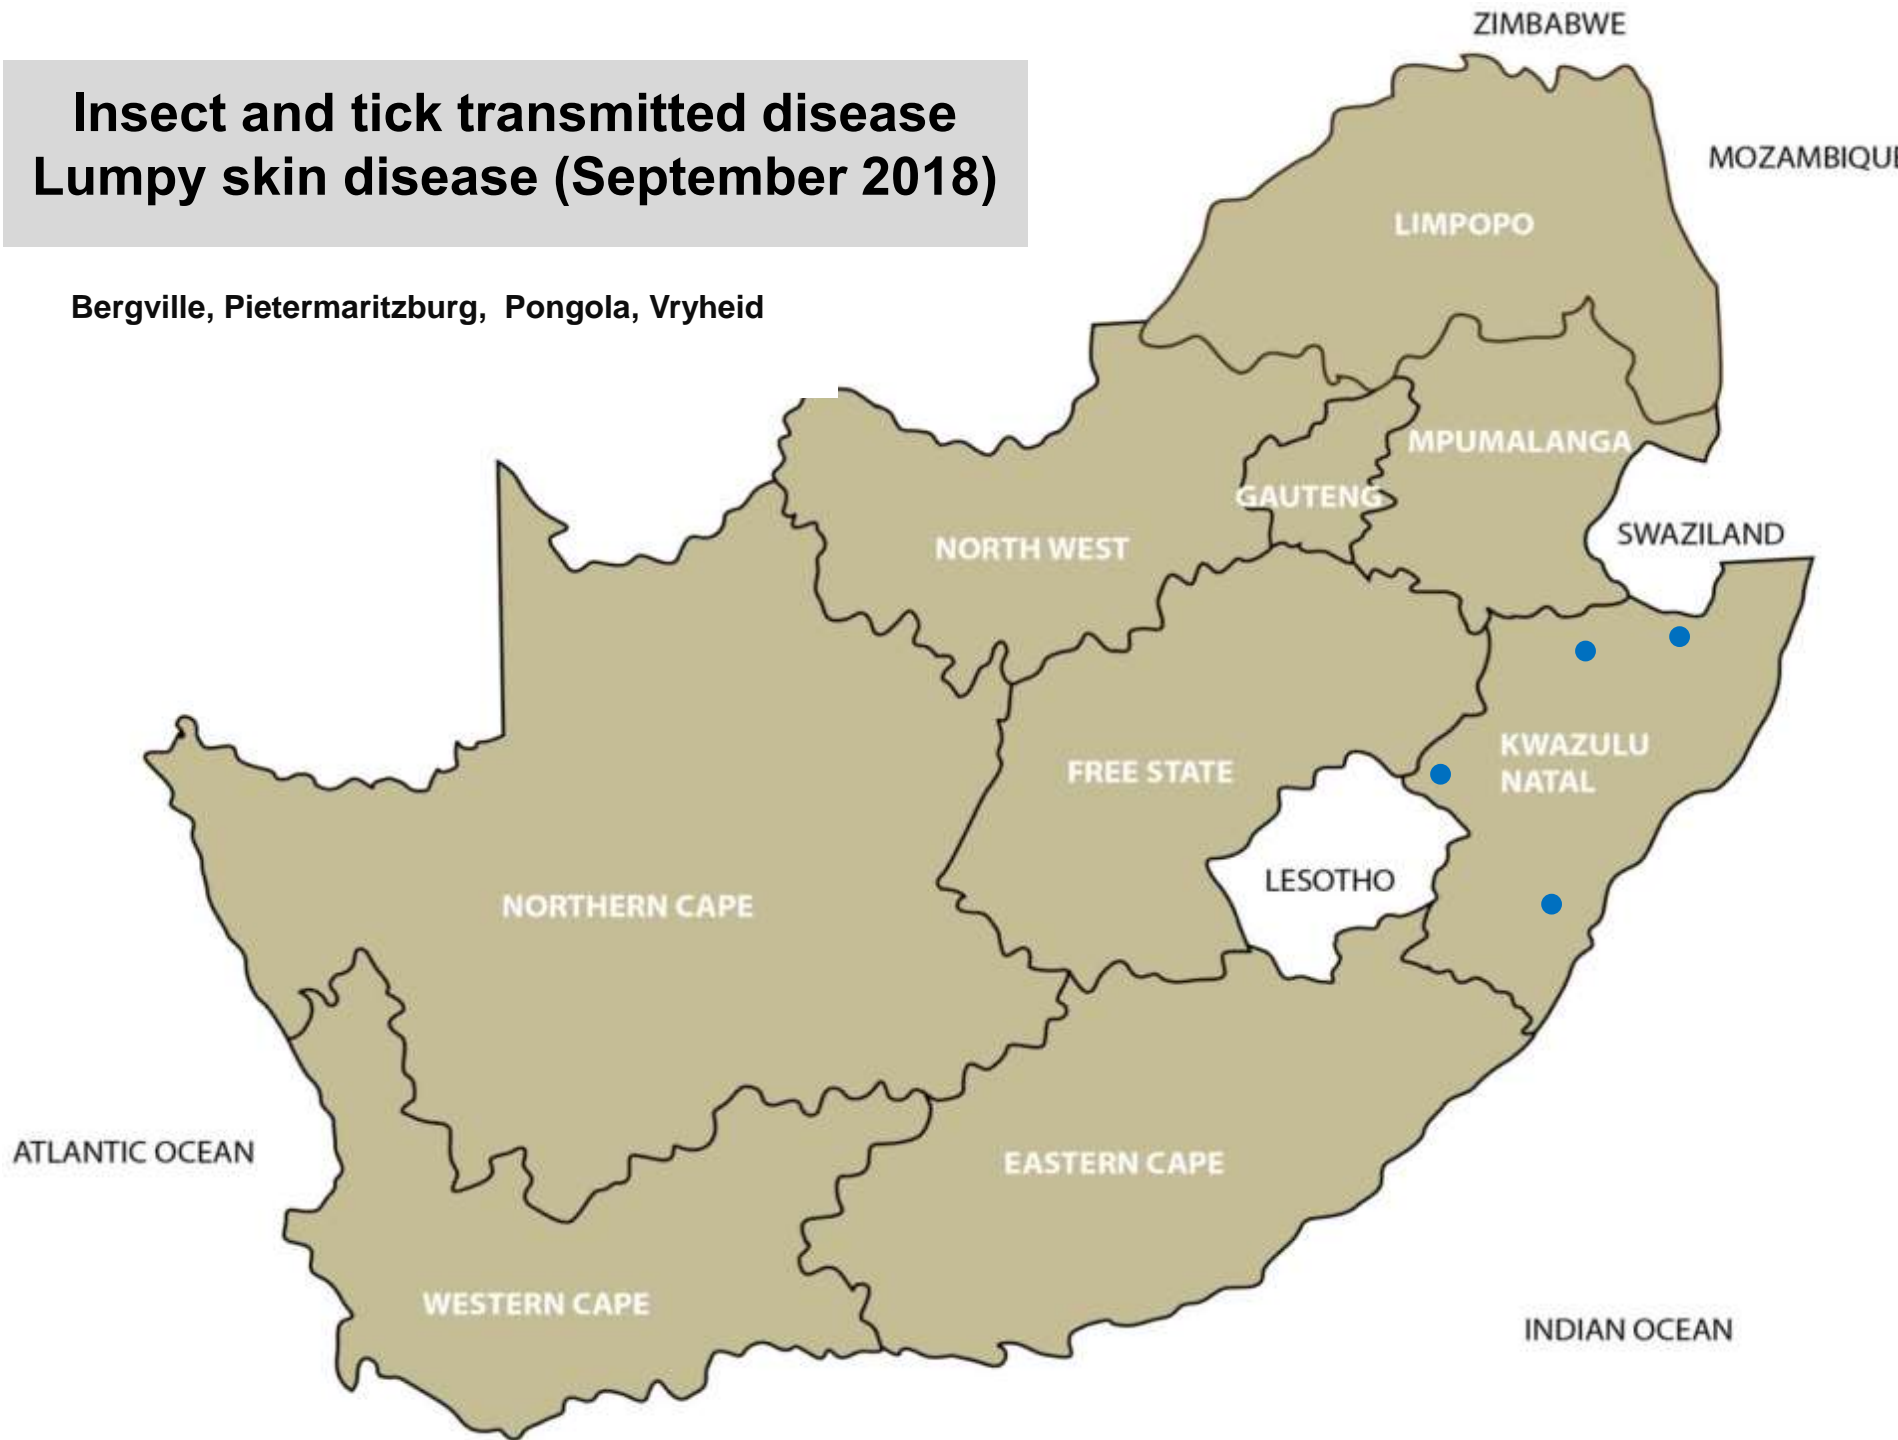 ZIMBABWE
Insect and tick transmitted disease
Lumpy skin disease (September 2018)
MOZAMBIQUE
LIMPOPO
Bergville, Pietermaritzburg, Pongola, Vryheid
MPUMALANGA
GAUTENG
SWAZILAND
NORTH WEST
KWAZULU
NATAL
FREE STATE
LESOTHO
NORTHERN CAPE
ATLANTIC OCEAN
EASTERN CAPE
WESTERN CAPE
INDIAN OCEAN